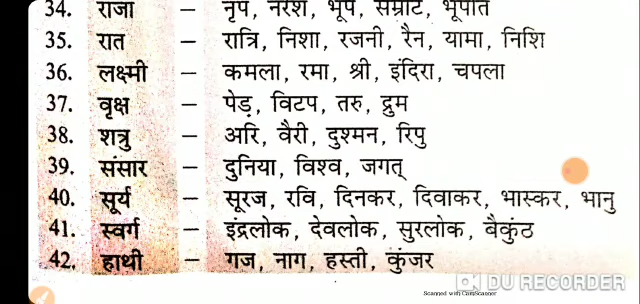 34. राजा – नृप, नरेश, भूप, सम्राट, भूपति
35. रात – रात्रि, निशा, रजनी, रैन, यामा, निशि
36. लक्ष्मी – कमला, रमा, श्री, इंदिरा, चपला
37. वृक्ष – पेड़, विटप, तरु, द्रुम
38. शत्रु – अरि, वैरी, दुश्मन, रिपु
39. संसार – दुनिया, विश्व, जगत्
40. सूर्य – सूरज, रवि, दिनकर, दिवाकर, भास्कर, भानु
41. स्वर्ग – इंद्रलोक, देवलोक, सुरलोक, वैकुंठ
42. हाथी – गज, नाग, हस्ती, कुंजर
DU RECORDER
Scanned with CamScanner